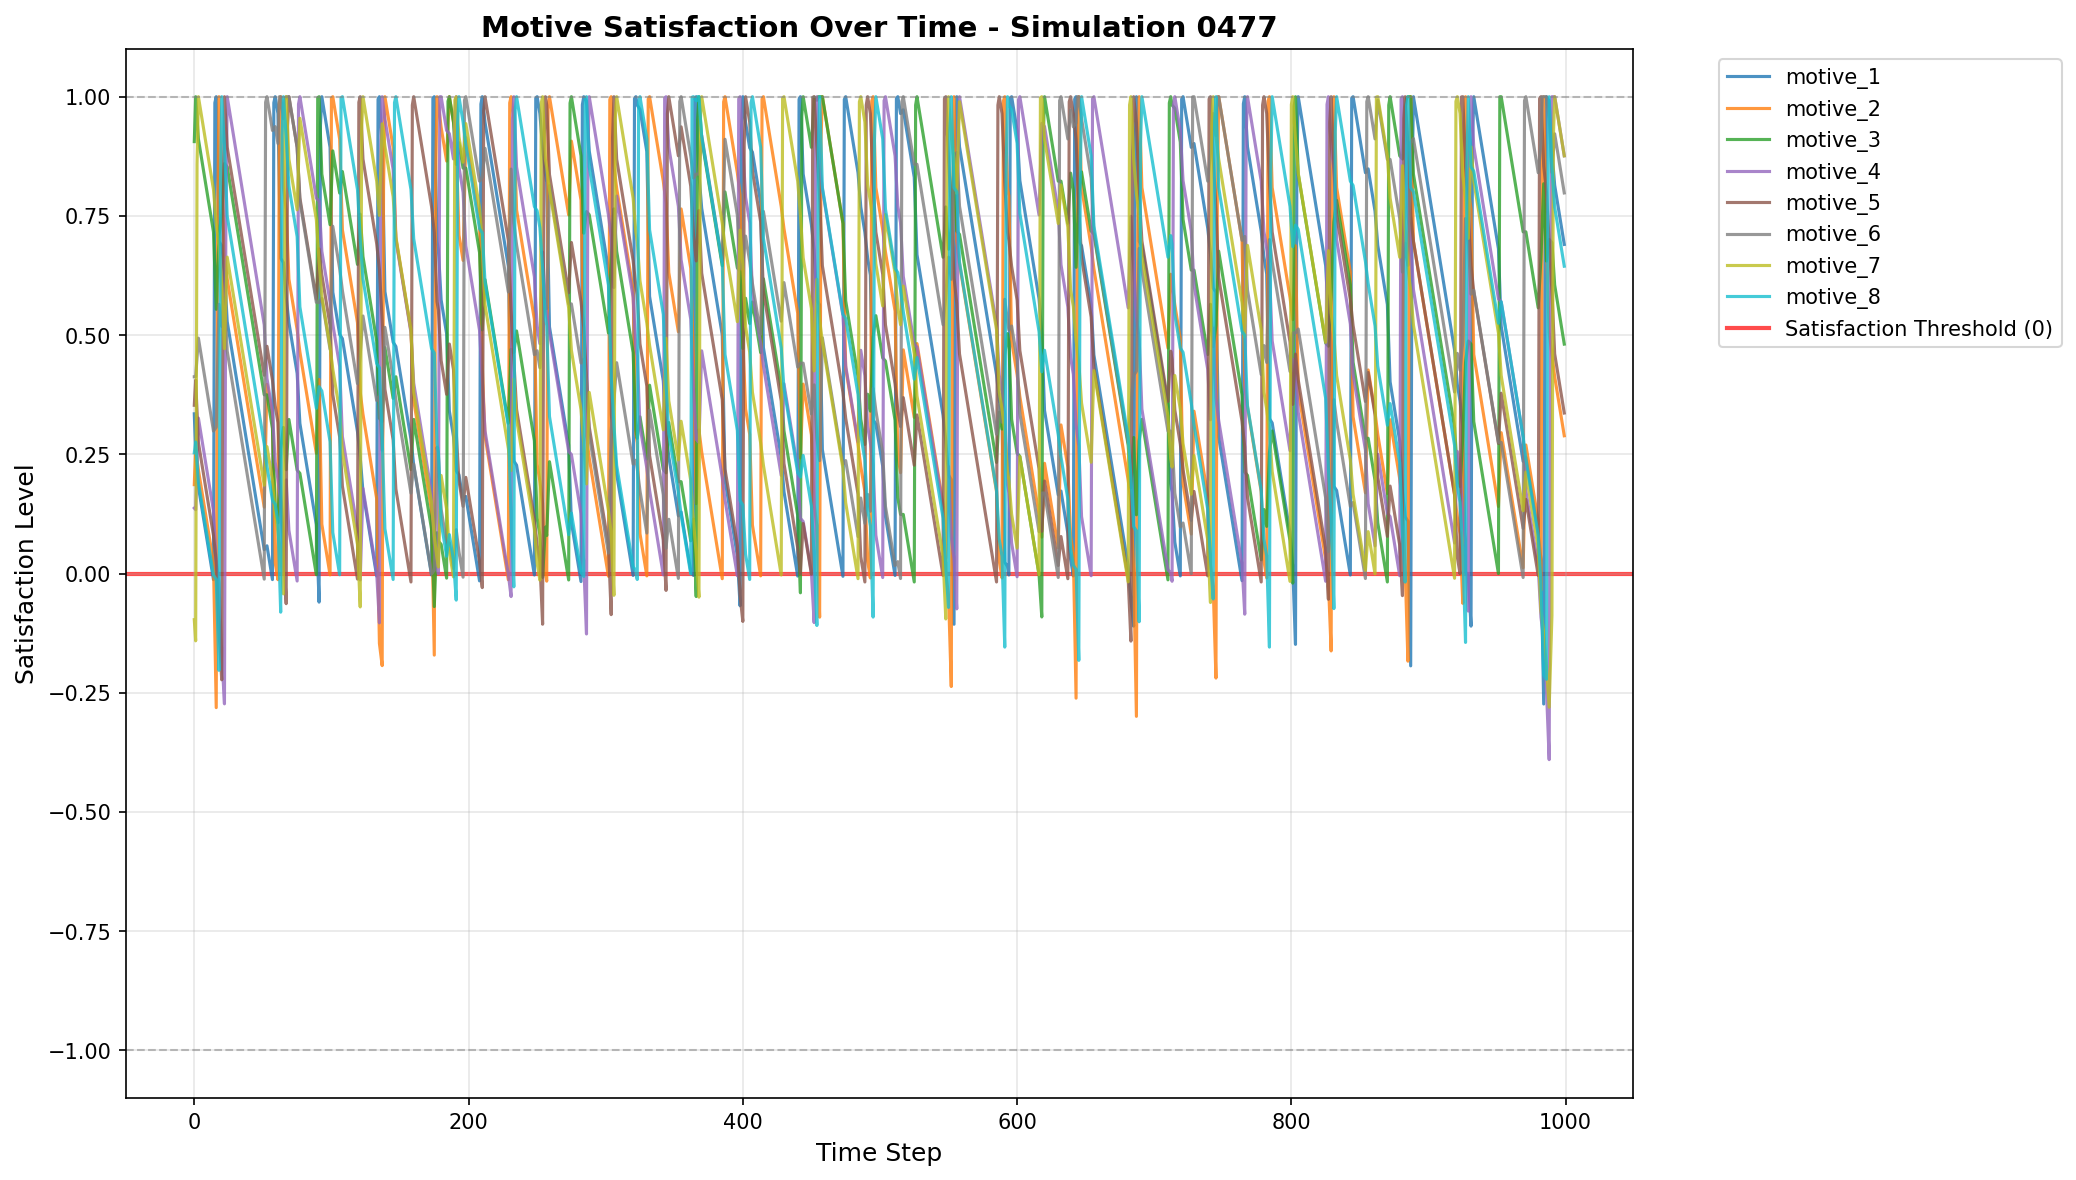 Motive Satisfaction Over Time - Simulation 0477
Satisfaction Level
1.00
0.75
0.50
0.25
0.00
−0.25
−0.50
−0.75
−1.00
0
200
400
600
800
1000
Time Step
motive_1
motive_2
motive_3
motive_4
motive_5
motive_6
motive_7
motive_8
Satisfaction Threshold (0)